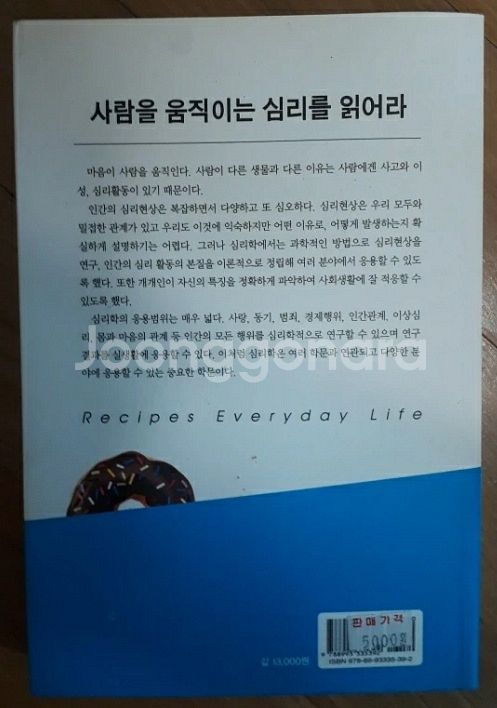 사람을 움직이는 심리를 읽어라
마음이 사람을 움직인다. 사람이 다른 생물과 다른 이유는 사람에겐 사고와 이
성, 심리활동이 있기 때문이다.
인간의 심리현상은 복잡하면서 다양하고 또 심오하다. 심리현상은 우리 모두와
밀접한 관계가 있고 우리도 이것에 익숙하지만 어떤 이유로, 어떻게 발생하는지 확
실하게 설명하기는 어렵다. 그러나 심리학에서는 과학적인 방법으로 심리현상을
연구, 인간의 심리 활동의 본질을 이론적으로 정립해 여러 분야에서 응용할 수 있도
록 했다. 또한 개개인이 자신의 특징을 정확하게 파악하여 사회생활에 잘 적응할 수
있도록 했다.
심리학의 응용범위는 매우 넓다. 사랑, 동기, 범죄, 경제행위, 인간관계, 이상심
리, 몸과 마음의 관계 등 인간의 모든 행위를 심리학적으로 연구할 수 있으며 연구
결과를 실생활에 응용할 수 있다. 이처럼 심리학은 여러 학문과 연관되고 다양한 분
야에 응용할 수 있는 중요한 학문이다.
Joonggonara
Recipes Everyday Life
판매가격
5000원
값 13,000원